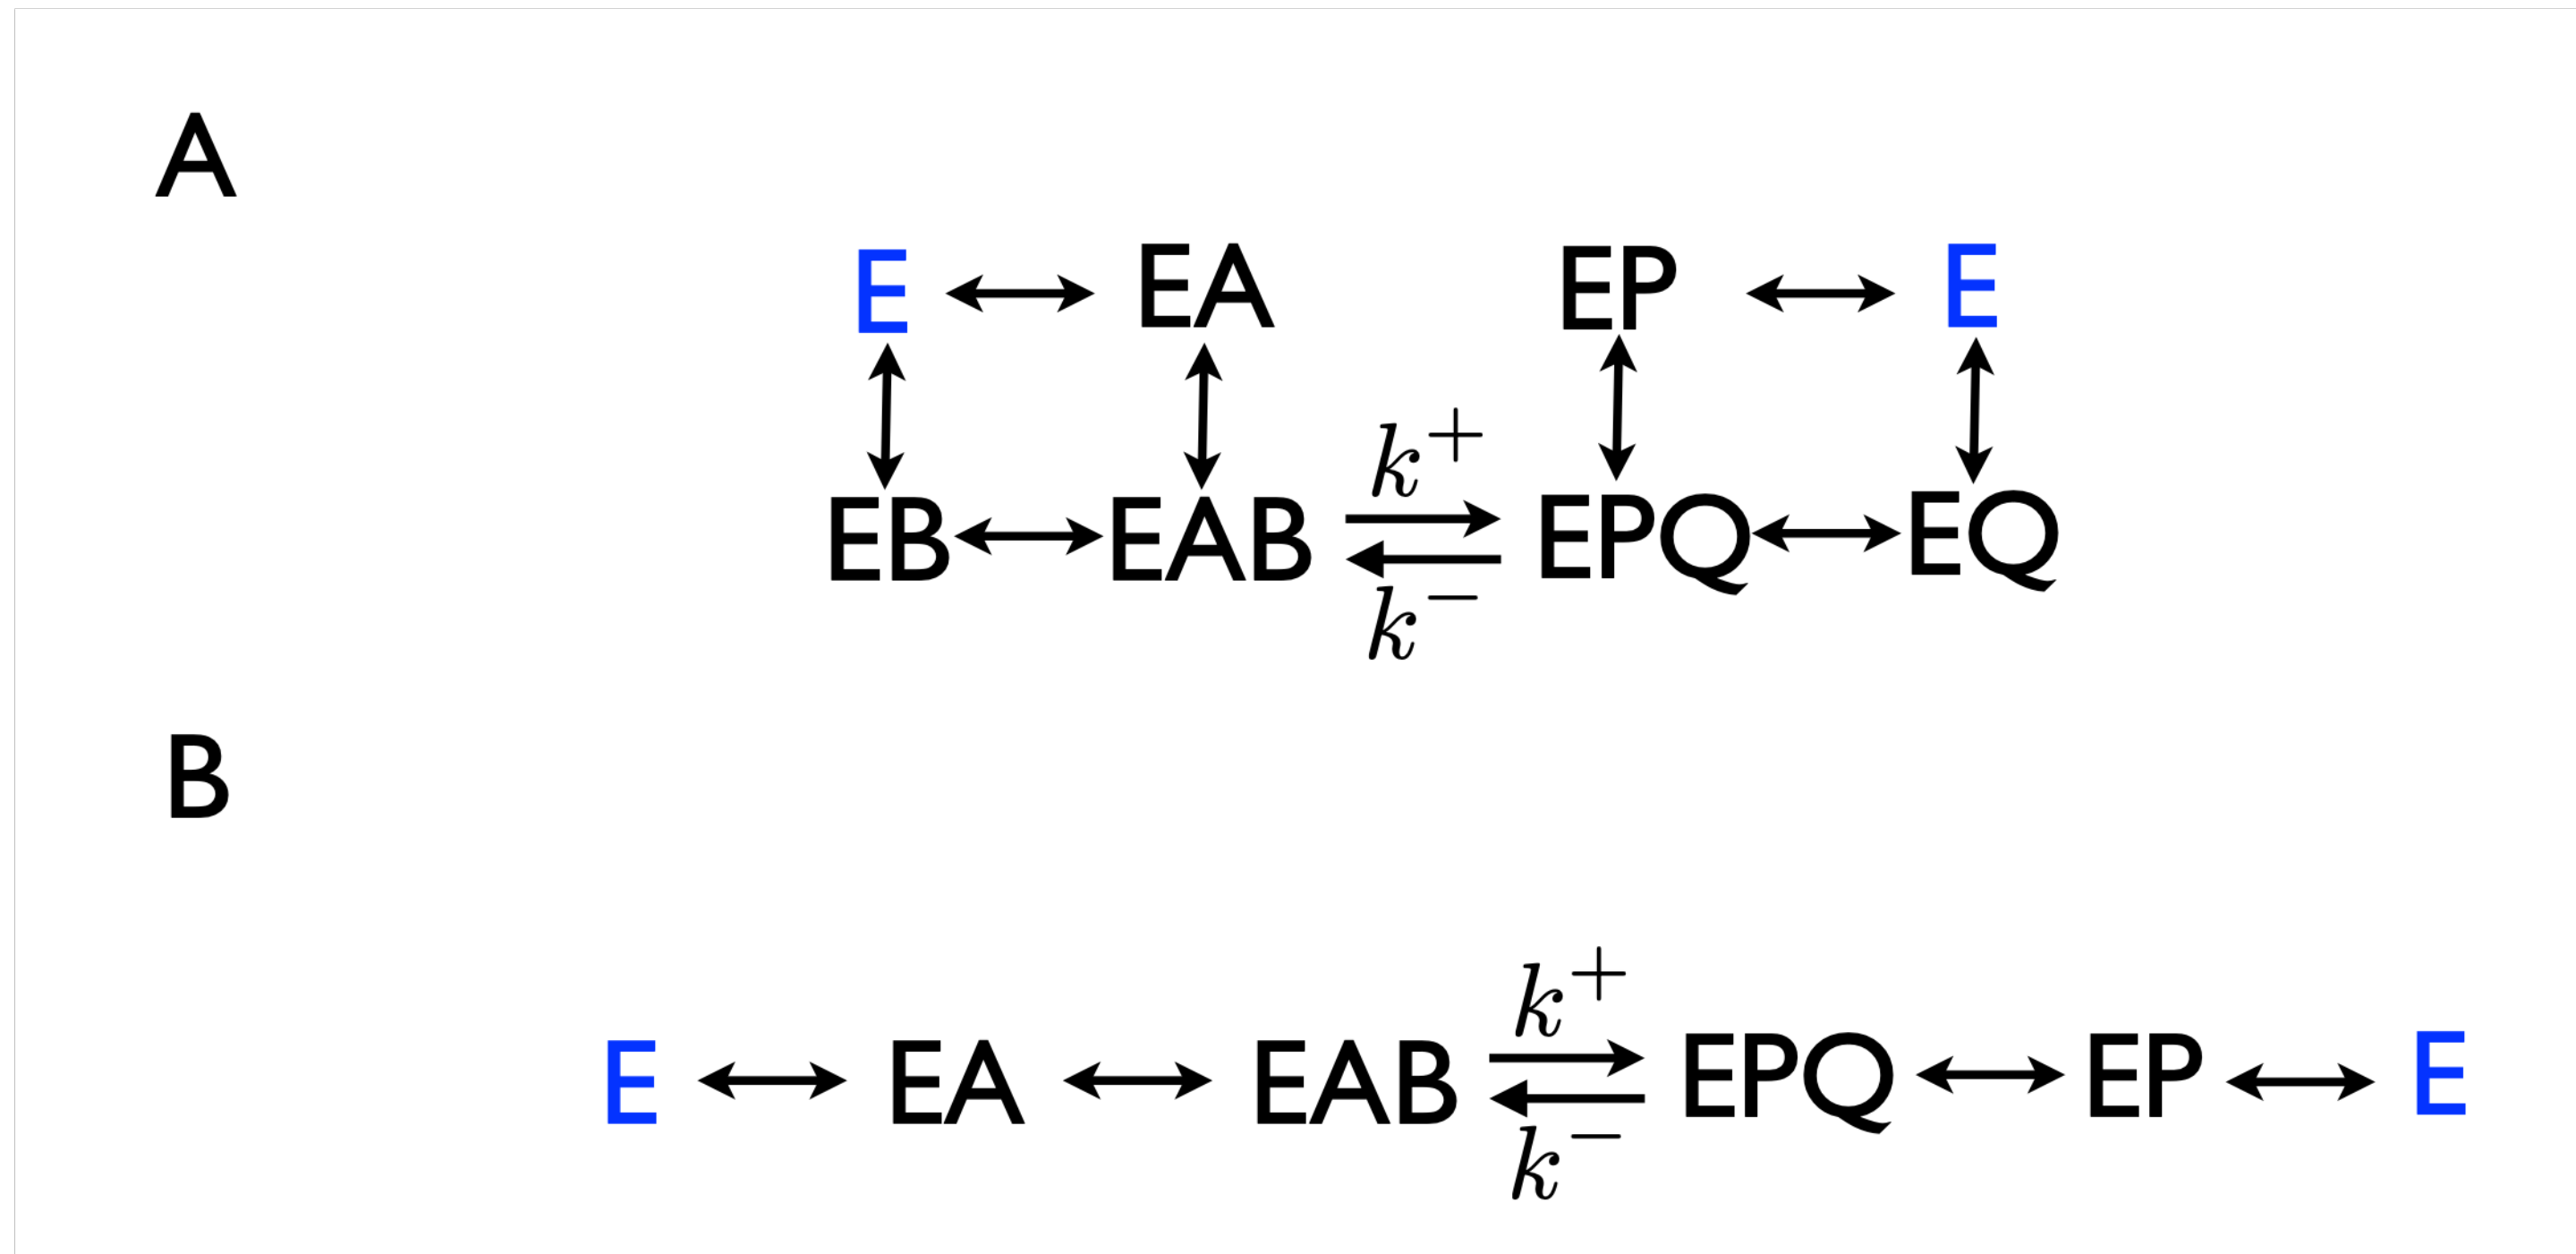 A
E EA EP E
k+
EB EAB EPQ EQ
k−
B
k+
E EA EAB EPQ EP E
k−